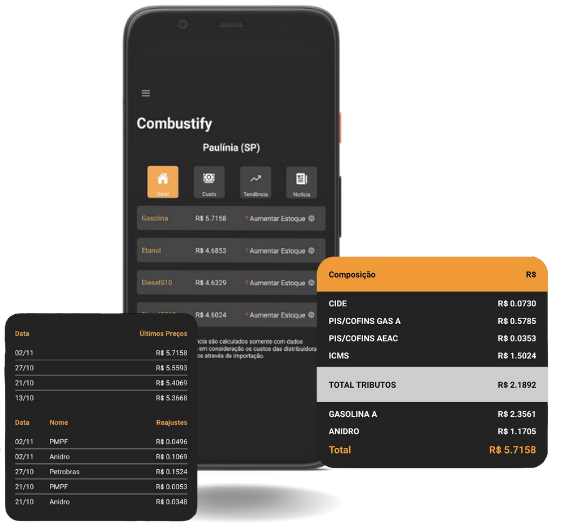 Combustify
Paulínia (SP)
Geral Custo Tendência Notícia
Gasolina R$ 5.7158 Aumentar Estoque
Etanol R$ 4.6853 Aumentar Estoque
DieselS10 R$ 4.6329 Aumentar Estoque
R$ 4.6024 Aumentar Estoque
ncia são calculados somente com dados
em consideração os custos das distribuidora
os através de importação.
Composição R$
CIDE R$ 0.0730
PIS/COFINS GAS A R$ 0.5785
PIS/COFINS AEAC R$ 0.0353
ICMS R$ 1.5024
TOTAL TRIBUTOS R$ 2.1892
GASOLINA A R$ 2.3561
ANIDRO R$ 1.1705
Total R$ 5.7158
Data Últimos Preços
02/11 R$ 5.7158
27/10 R$ 5.5593
21/10 R$ 5.4069
13/10 R$ 5.3668
Data Nome Reajustes
02/11 PMPF R$ 0.0496
02/11 Anidro R$ 0.1069
27/10 Petrobras R$ 0.1524
21/10 PMPF R$ 0.0053
21/10 Anidro R$ 0.0348